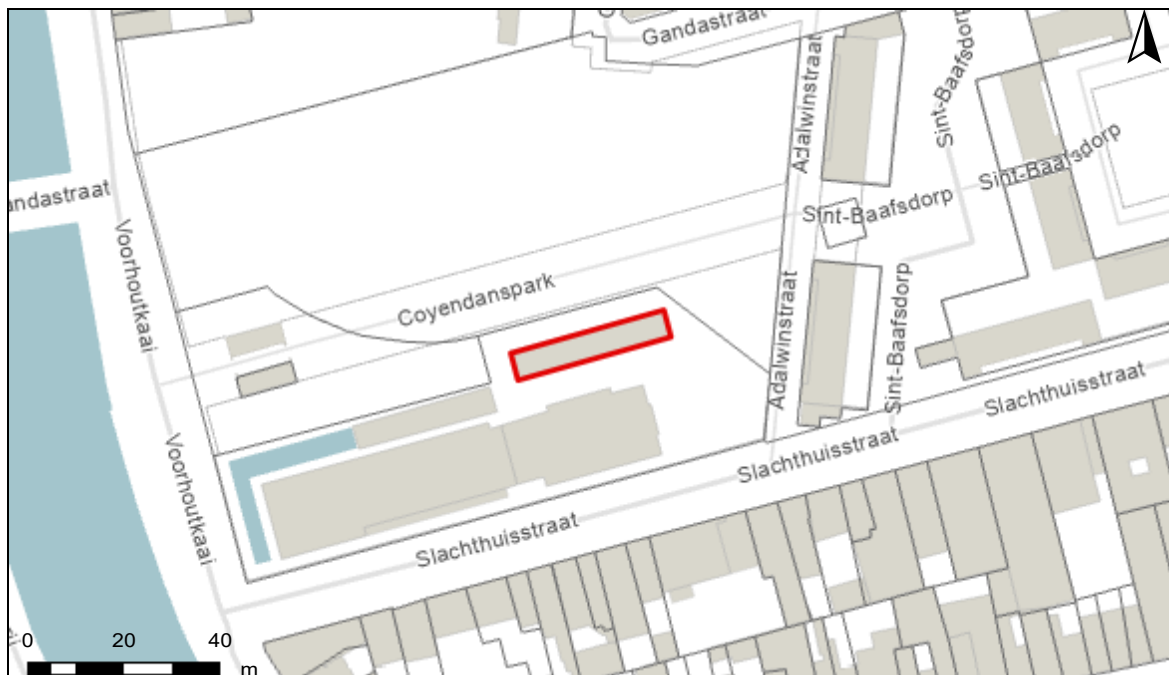 Gandastraat
Adalwinstraat
Sint-Baafsdorp
Sint-Baafsdorp
andastraat
Sint-Baafsdorp
Voorhoutkaai
Coyendanspark
Adalwinstraat
Sint-Baafsdorp
Slachthuisstraat
Voorhoutkaai
Slachthuisstraat
Slachthuisstraat
0 20 40
m